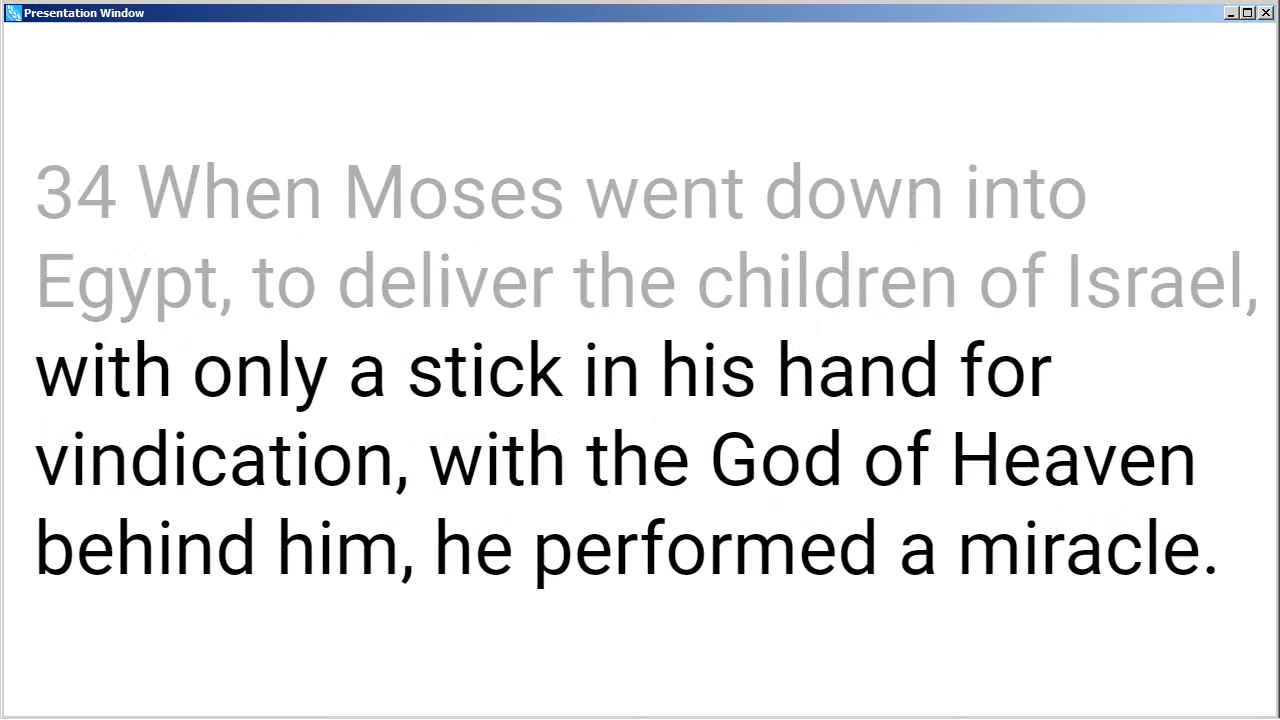 Presentation Window
34 When Moses went down into
Egypt, to deliver the children of Israel,
with only a stick in his hand for
vindication, with the God of Heaven
behind him, he performed a miracle.